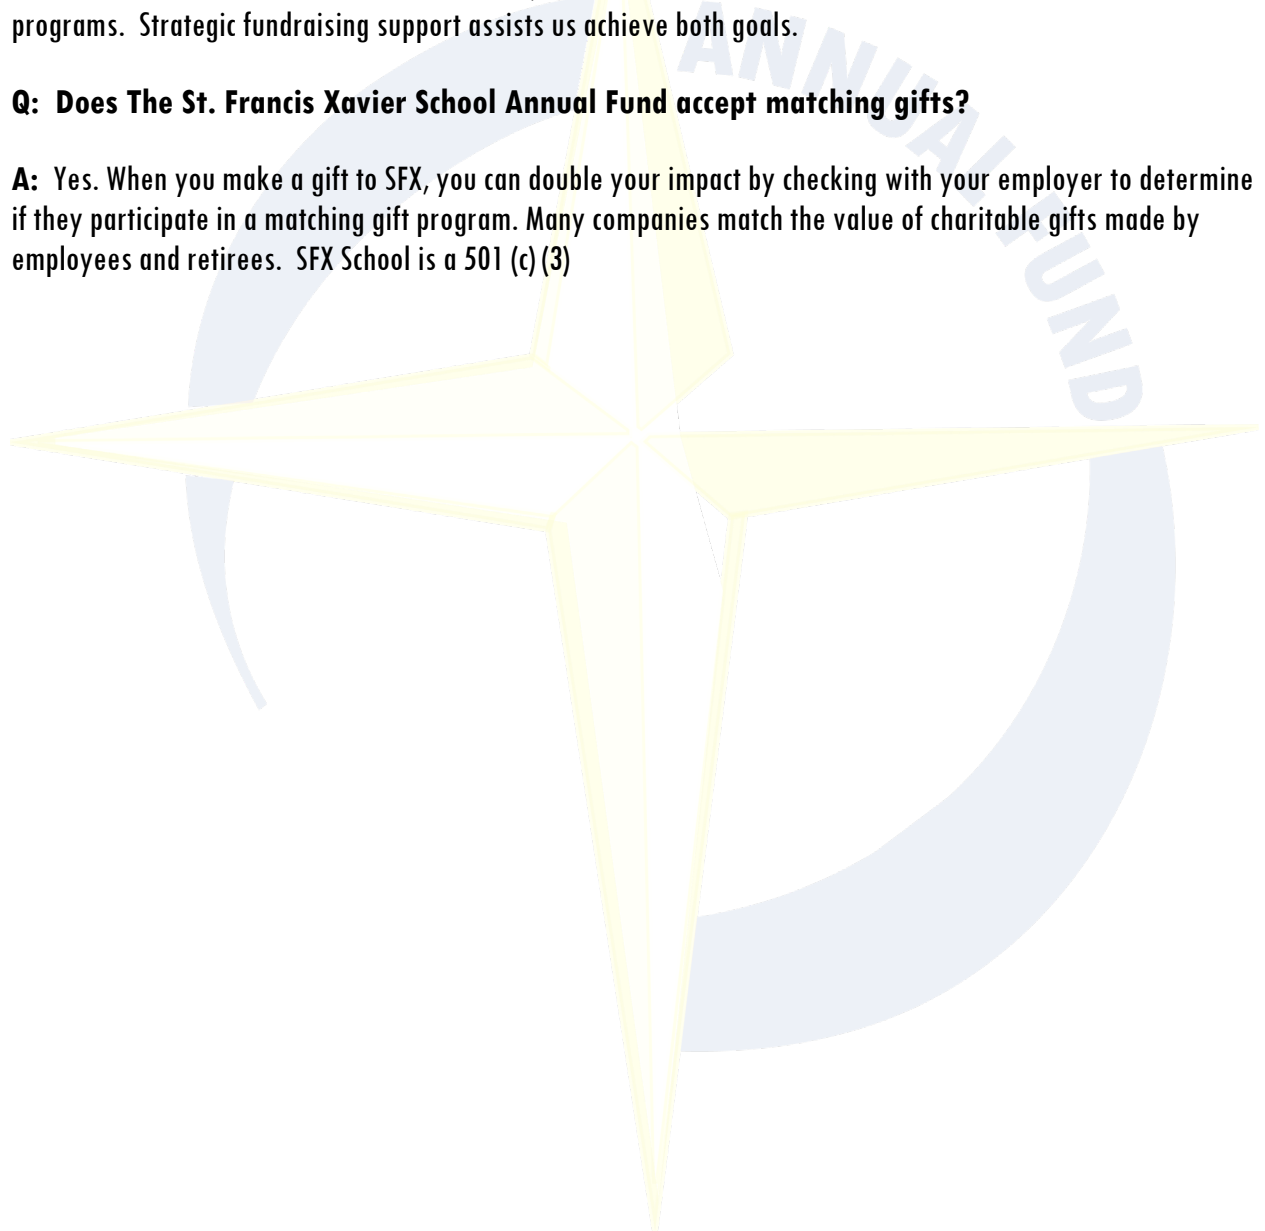 programs.  Strategic fundraising support assists us achieve both goals.
ANNUAL FUND
Q:  Does The St. Francis Xavier School Annual Fund accept matching gifts?
A:  Yes. When you make a gift to SFX, you can double your impact by checking with your employer to determine
if they participate in a matching gift program. Many companies match the value of charitable gifts made by
employees and retirees.  SFX School is a 501 (c) (3)